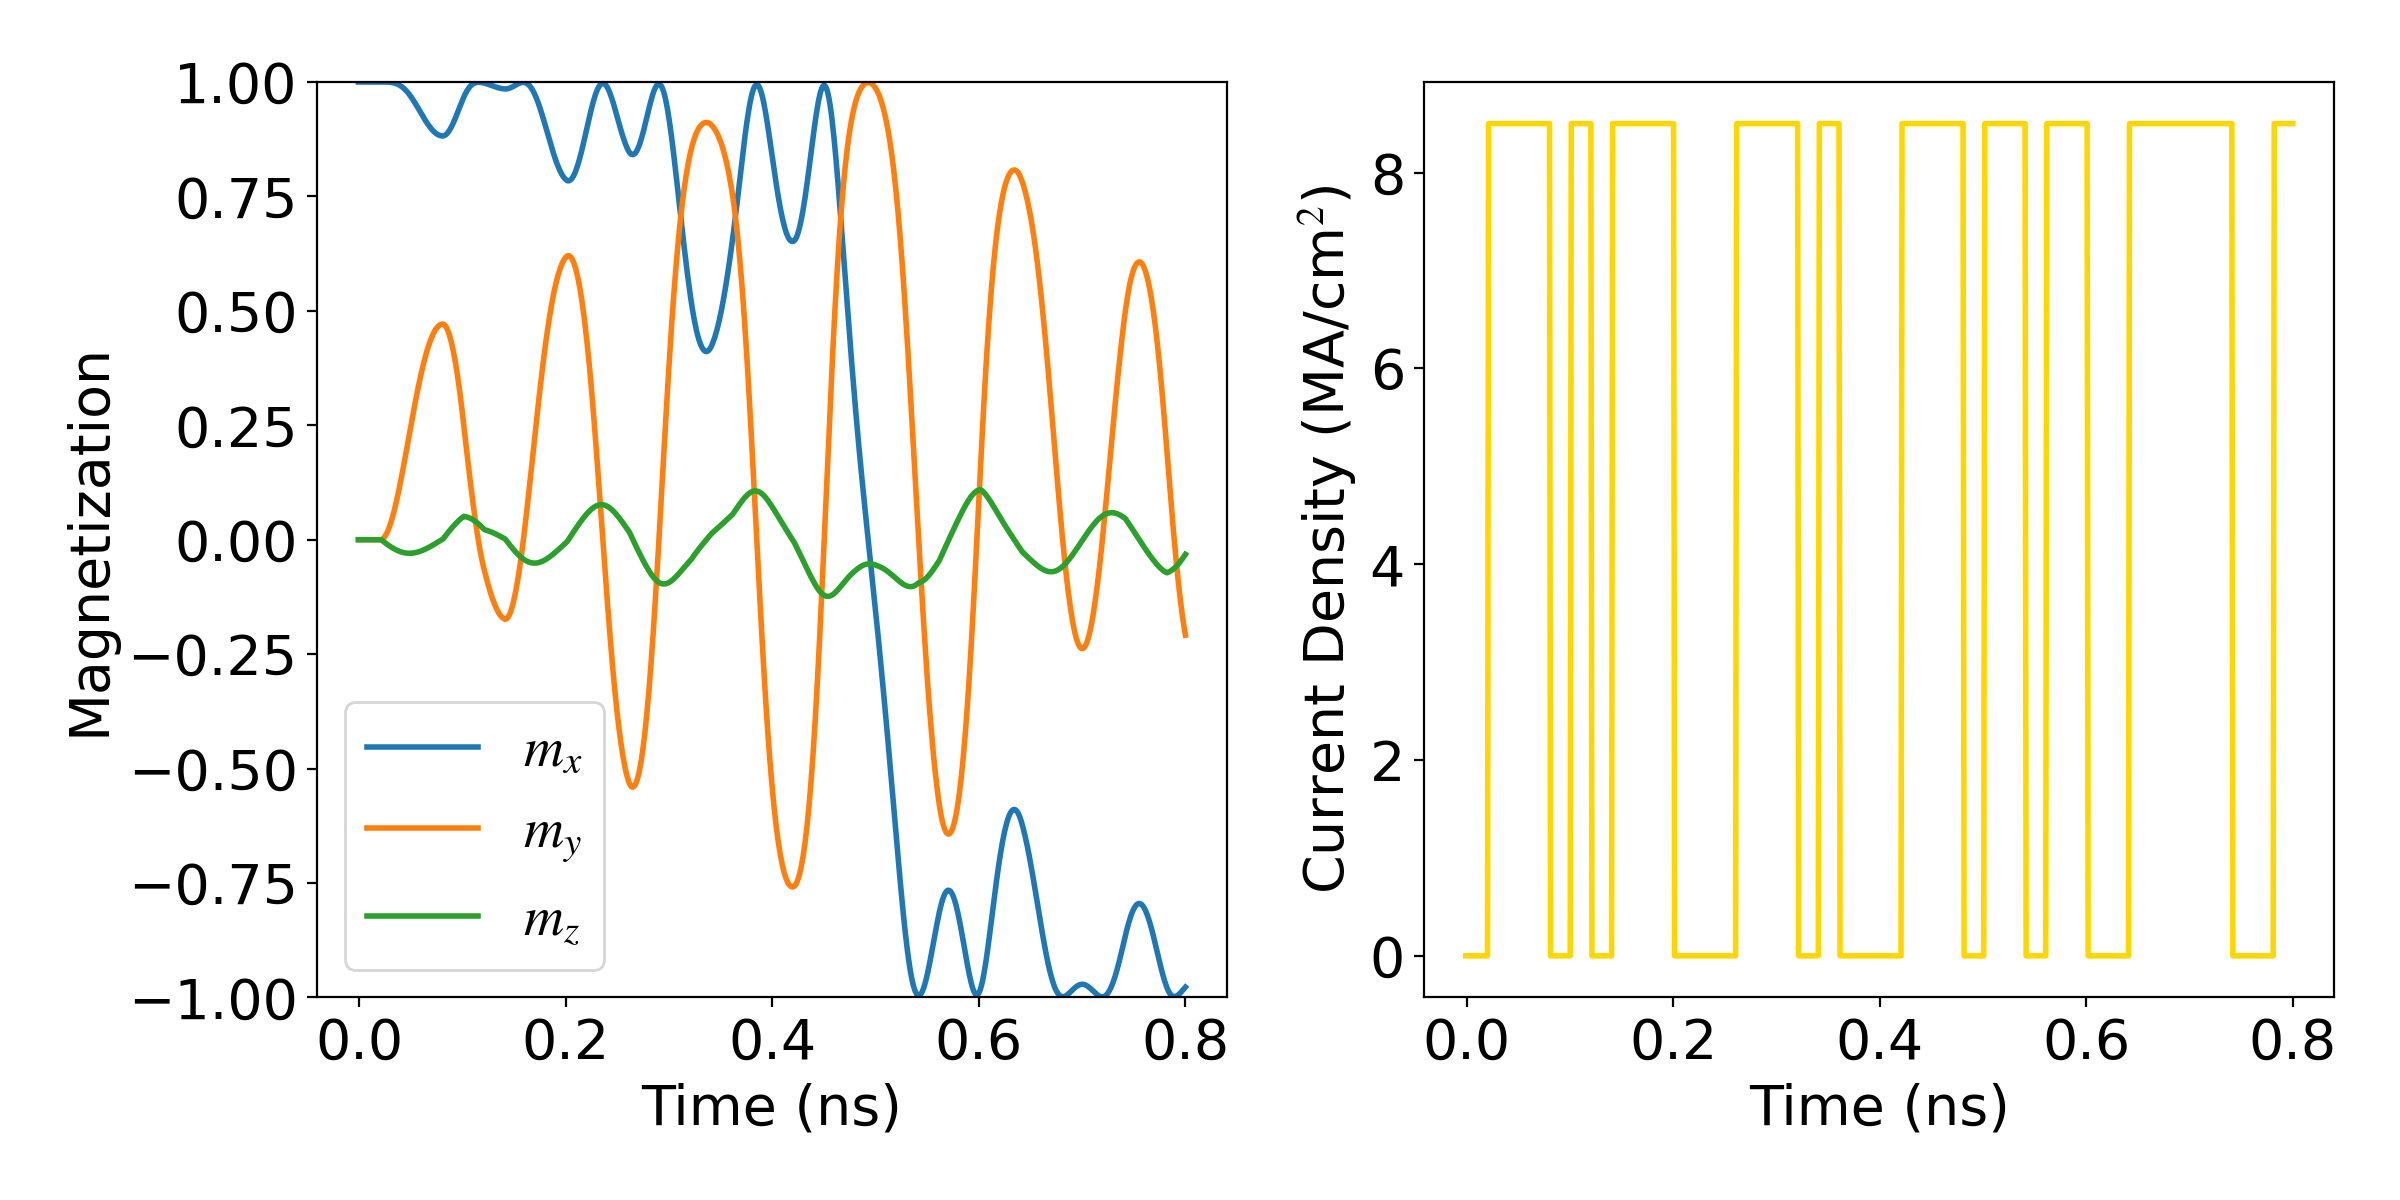 Magnetization
1.00
0.75
0.50
0.25
0.00
−0.25
−0.50
−0.75
−1.00
m_x
m_y
m_z
0.0 0.2 0.4 0.6 0.8
Time (ns)
Current Density (MA/cm²)
8
6
4
2
0
0.0 0.2 0.4 0.6 0.8
Time (ns)